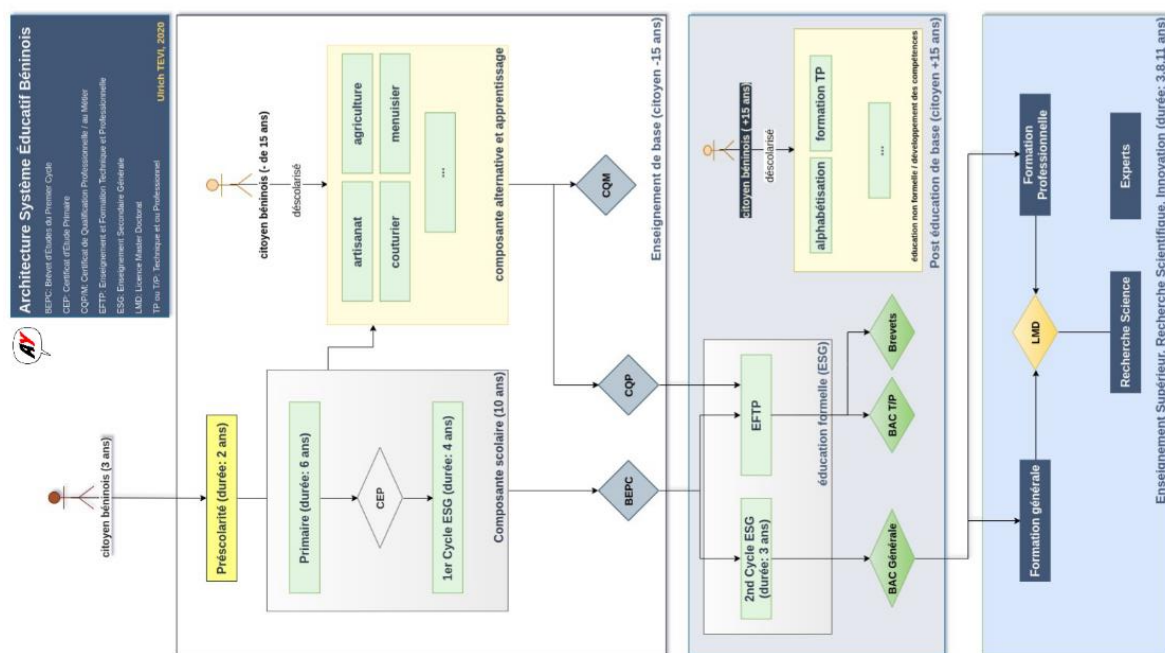 AY
Architecture Système Éducatif Béninois
BEPC: Brévet d'Etudes du Premier Cycle
CEP: Certificat d'Etude Primaire
CQP/M: Certificat de Qualification Professionnelle / au Métier
EFTP: Enseignement et Formation Technique et Professionnelle
ESG: Enseignement Secondaire Générale
LMD: Licence Master Doctorat
TP ou T/P: Technique et ou Professionnel
Ulrich TEVI, 2020
citoyen béninois (3 ans)
Préscolarité (durée: 2 ans)
Primaire (durée: 6 ans)
CEP
1er Cycle ESG (durée: 4 ans)
Composante scolaire (10 ans)
citoyen béninois (- de 15 ans)
déscolarisé
artisanat
agriculture
couturier
menuisier
...
composante alternative et apprentissage
BEPC
CQP
CQM
Enseignement de base (citoyen -15 ans)
2nd Cycle ESG
(durée: 3 ans)
EFTP
éducation formelle (ESG)
BAC Générale
BAC T/P
Brevets
citoyen béninois ( +15 ans)
déscolarisé
alphabétisation
formation TP
...
éducation non formelle / développement des compétences
Post éducation de base (citoyen +15 ans)
Formation générale
LMD
Formation
Professionnelle
Recherche Science
Experts
Enseignement Supérieur, Recherche Scientifique, Innovation (durée: 3,8,11 ans)